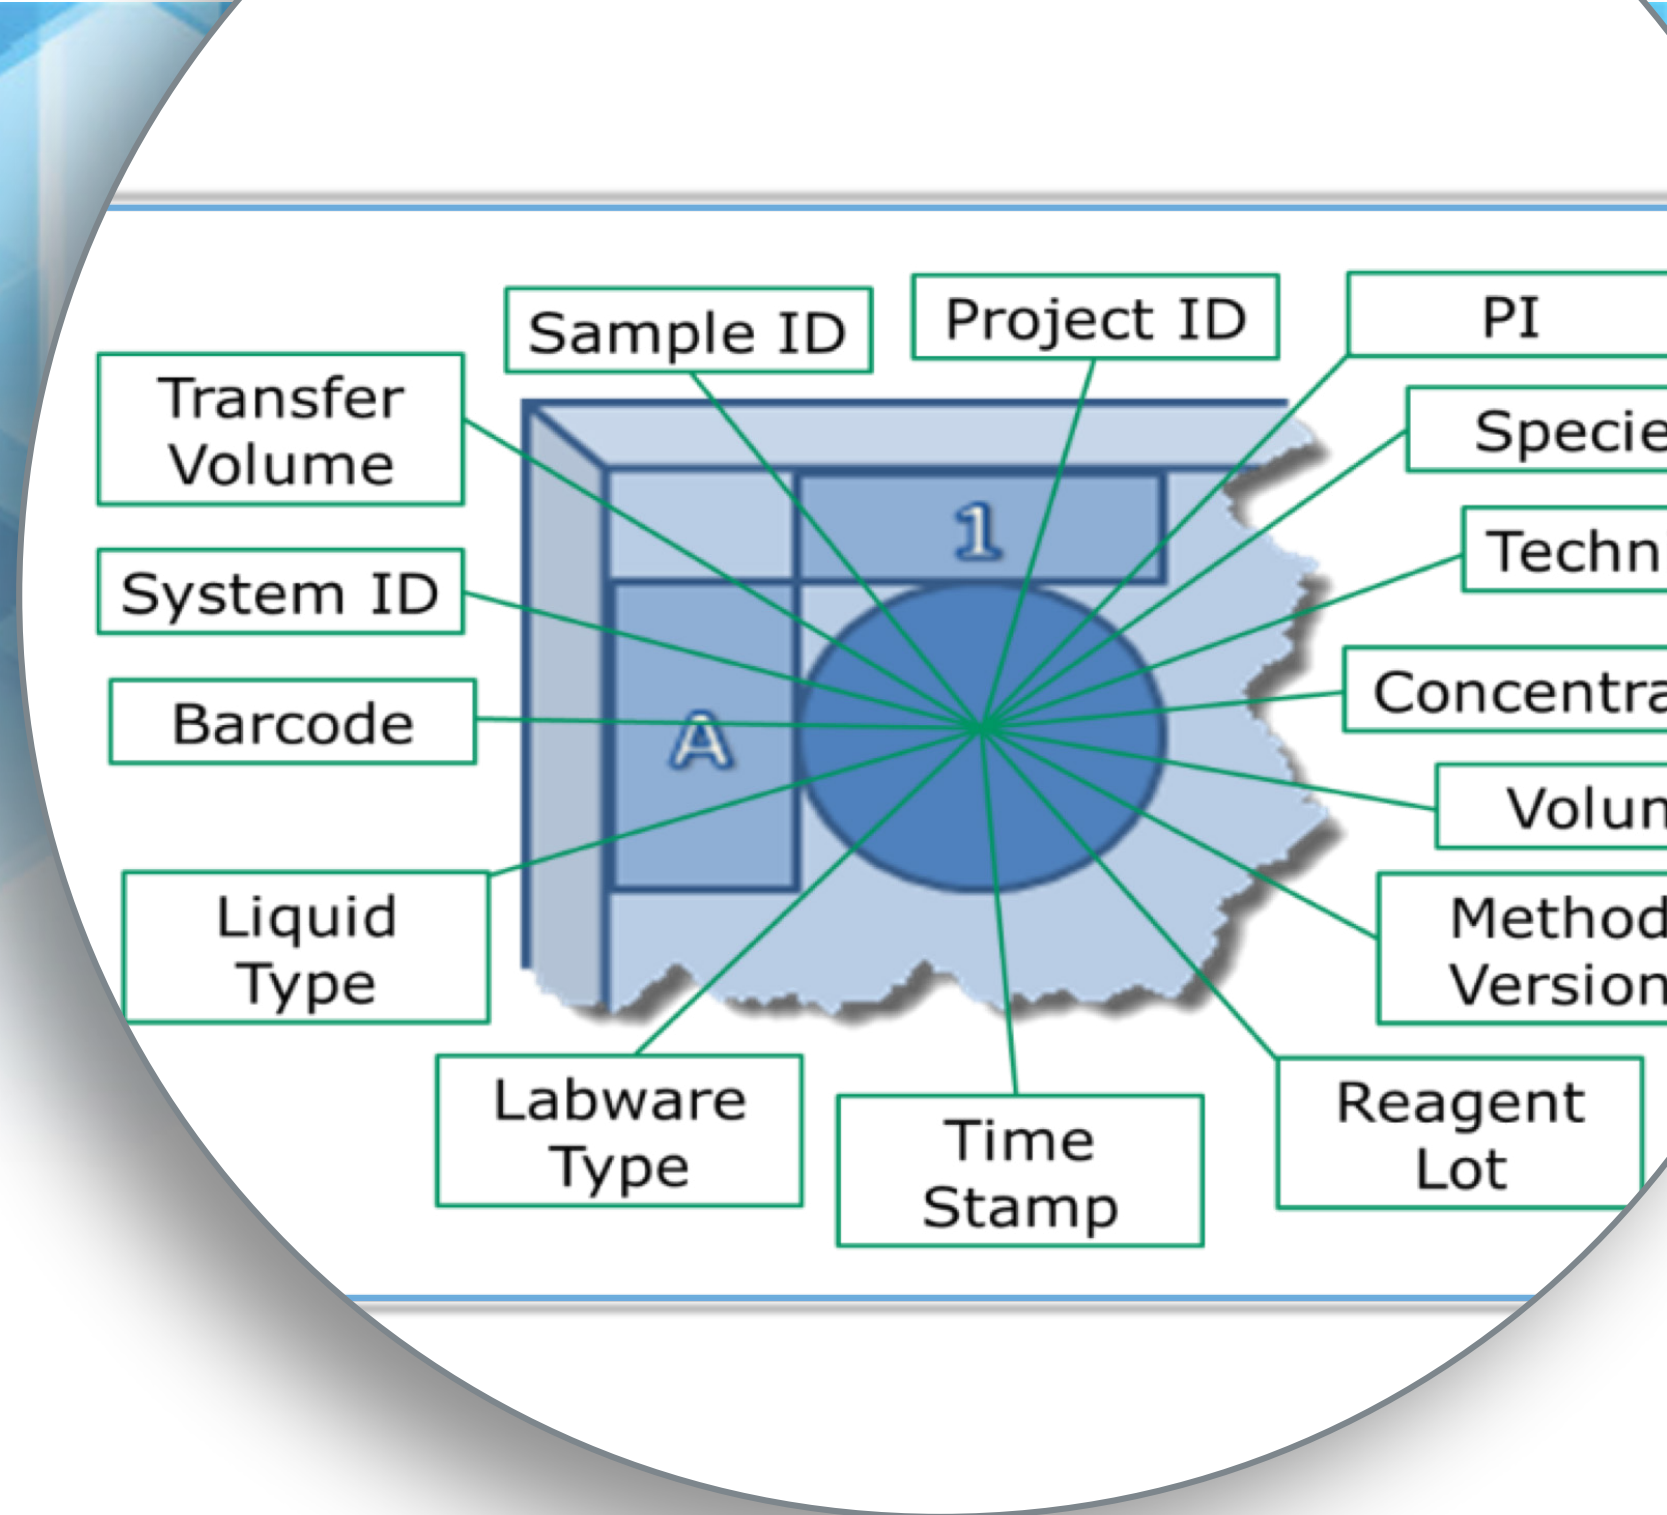 Sample ID
Project ID
PI
Transfer
Volume
Specie
1
Techn
System ID
Concentra
Barcode
A
Volum
Liquid
Type
Method
Version
Labware
Type
Time
Stamp
Reagent
Lot